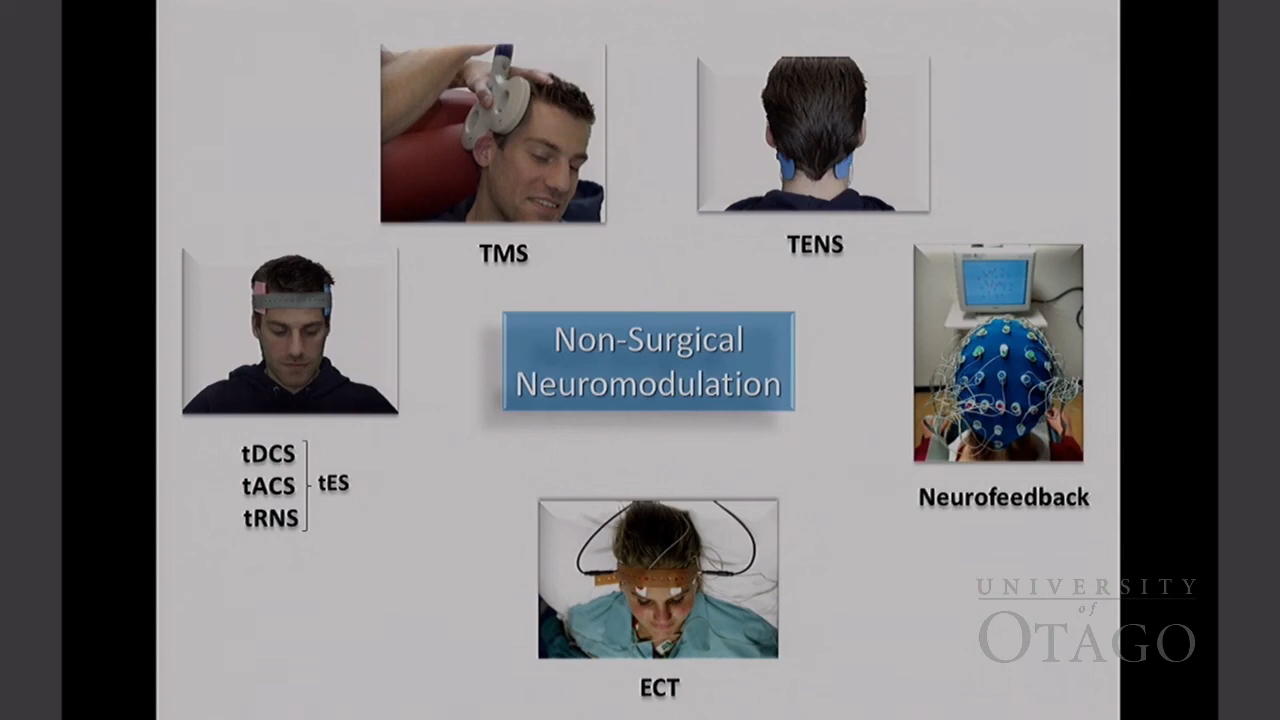 TMS
TENS
Non-Surgical
Neuromodulation
tDCS
tACS
tRNS
tES
Neurofeedback
ECT
UNIVERSITY
of
OTAGO